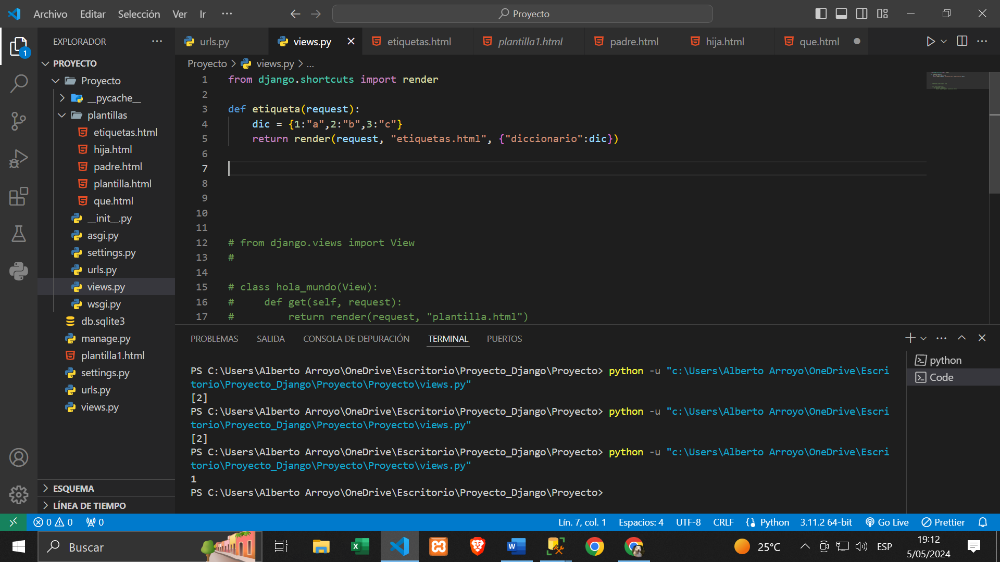 Archivo Editar Selección Ver Ir ···
Proyecto
EXPLORADOR
urls.py views.py etiquetas.html plantilla1.html padre.html hija.html que.html
1
PROYECTO
Proyecto
__pycache__
plantillas
etiquetas.html
hija.html
padre.html
plantilla.html
que.html
__init__.py
asgi.py
settings.py
urls.py
views.py
wsgi.py
db.sqlite3
manage.py
plantilla1.html
settings.py
urls.py
views.py
ESQUEMA
LÍNEA DE TIEMPO
Proyecto > views.py > ...
1 from django.shortcuts import render
2
3 def etiqueta(request):
4     dic = {1:"a",2:"b",3:"c"}
5     return render(request, "etiquetas.html", {"diccionario":dic})
6
7
8
9
10
11
12 # from django.views import View
13 #
14
15 # class hola_mundo(View):
16 #     def get(self, request):
17 #         return render(request, "plantilla.html")
PROBLEMAS SALIDA CONSOLA DE DEPURACIÓN TERMINAL PUERTOS
PS C:\Users\Alberto Arroyo\OneDrive\Escritorio\Proyecto_Django\Proyecto> python -u "c:\Users\Alberto Arroyo\OneDrive\Escri
torio\Proyecto_Django\Proyecto\Proyecto\views.py"
[2]
PS C:\Users\Alberto Arroyo\OneDrive\Escritorio\Proyecto_Django\Proyecto> python -u "c:\Users\Alberto Arroyo\OneDrive\Escri
torio\Proyecto_Django\Proyecto\Proyecto\views.py"
[2]
PS C:\Users\Alberto Arroyo\OneDrive\Escritorio\Proyecto_Django\Proyecto> python -u "c:\Users\Alberto Arroyo\OneDrive\Escri
torio\Proyecto_Django\Proyecto\Proyecto\views.py"
1
PS C:\Users\Alberto Arroyo\OneDrive\Escritorio\Proyecto_Django\Proyecto>
python
Code
0 0 0 Lín. 7, col. 1 Espacios: 4 UTF-8 CRLF Python 3.11.2 64-bit Go Live Prettier
Buscar
25°C
ESP
19:12
5/05/2024